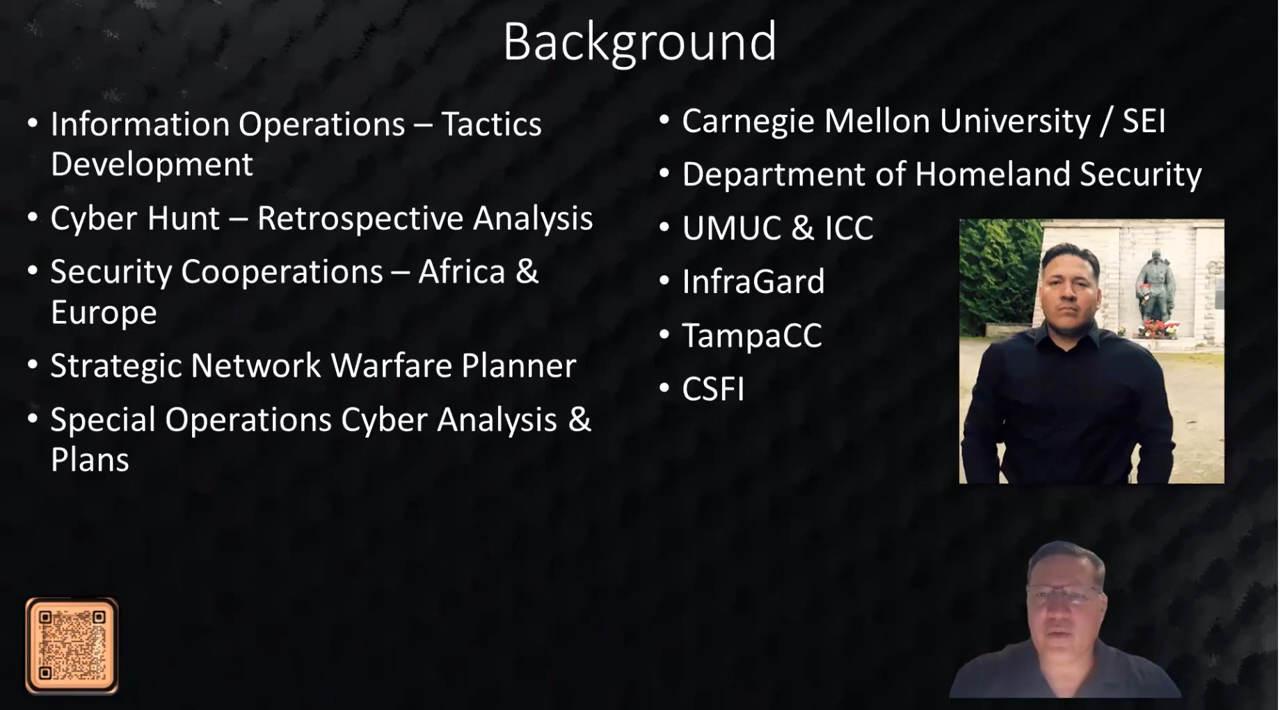 Background
• Information Operations – Tactics
Development
• Cyber Hunt – Retrospective Analysis
• Security Cooperations – Africa &
Europe
• Strategic Network Warfare Planner
• Special Operations Cyber Analysis &
Plans
• Carnegie Mellon University / SEI
• Department of Homeland Security
• UMUC & ICC
• InfraGard
• TampaCC
• CSFI